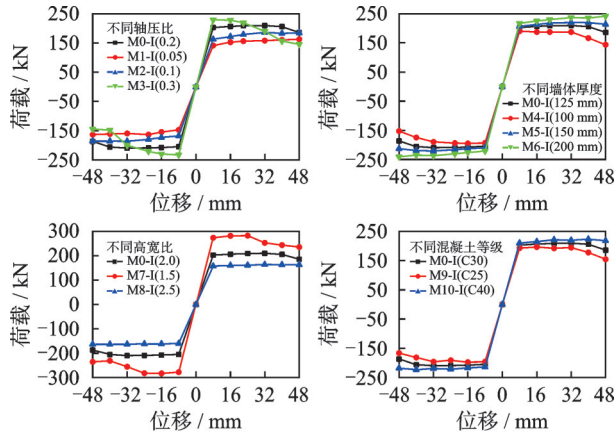 不同轴压比
M0-I(0.2)
M1-I(0.05)
M2-I(0.1)
M3-I(0.3)
250
150
50
0
-50
-150
-250
荷载 / kN
-48 -32 -16 0 16 32 48
位移 / mm
不同墙体厚度
M0-I(125 mm)
M4-I(100 mm)
M5-I(150 mm)
M6-I(200 mm)
250
150
50
0
-50
-150
-250
荷载 / kN
-48 -32 -16 0 16 32 48
位移 / mm
不同高宽比
M0-I(2.0)
M7-I(1.5)
M8-I(2.5)
300
200
100
0
-100
-200
-300
荷载 / kN
-48 -32 -16 0 16 32 48
位移 / mm
不同混凝土等级
M0-I(C30)
M9-I(C25)
M10-I(C40)
250
150
50
0
-50
-150
-250
荷载 / kN
-48 -32 -16 0 16 32 48
位移 / mm